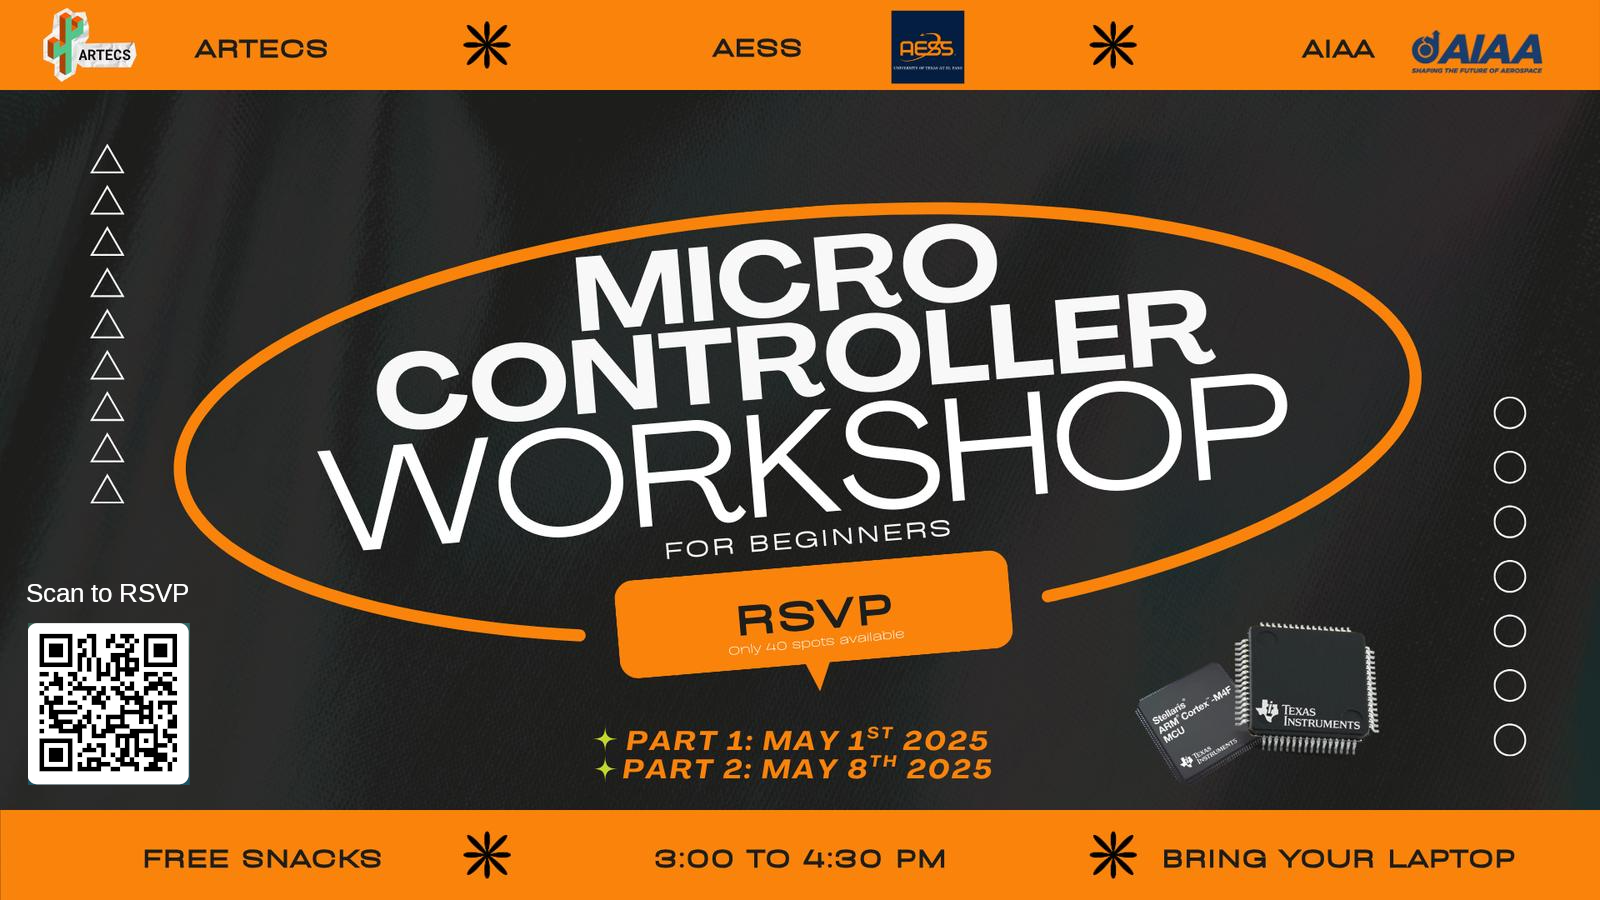 ARTECS
ARTECS
AESS
AESS
UNIVERSITY OF TEXAS AT EL PASO
AIAA
AIAA
SHAPING THE FUTURE OF AEROSPACE
MICRO
CONTROLLER
WORKSHOP
FOR BEGINNERS
RSVP
Only 40 spots available
Scan to RSVP
Stellaris®
ARM® Cortex™-M4F
MCU
TEXAS
INSTRUMENTS
TEXAS
INSTRUMENTS
PART 1: MAY 1ST 2025
PART 2: MAY 8TH 2025
FREE SNACKS
3:00 TO 4:30 PM
BRING YOUR LAPTOP